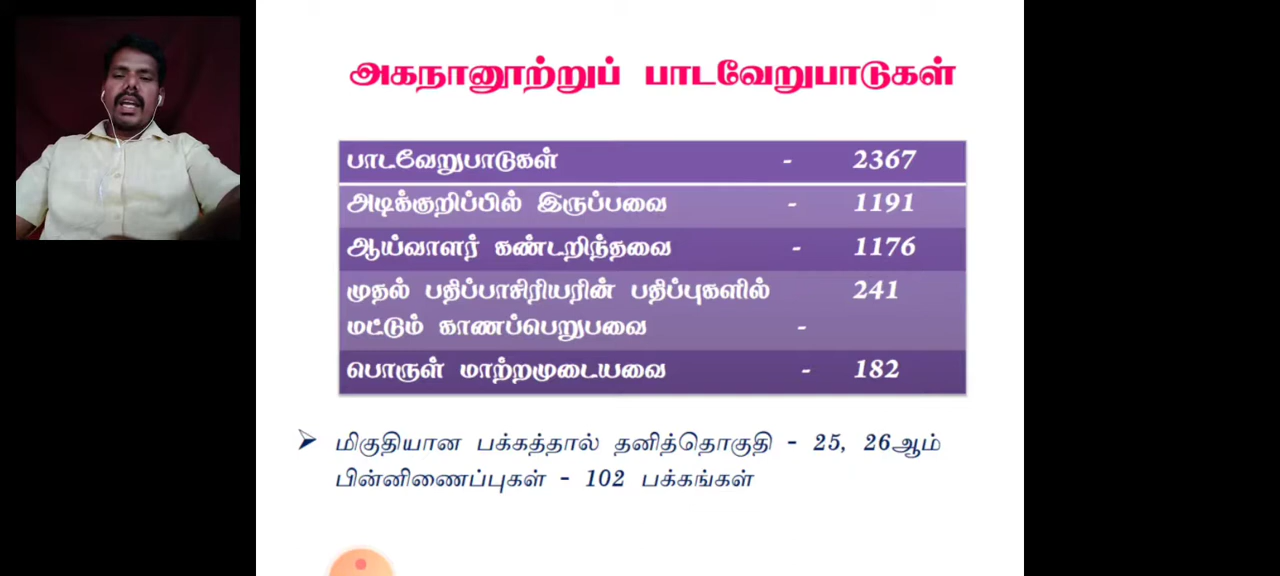 அகநானூற்றுப் பாடவேறுபாடுகள்
பாடவேறுபாடுகள் - 2367
அடிக்குறிப்பில் இருப்பவை - 1191
ஆய்வாளர் கண்டறிந்தவை - 1176
முதல் பதிப்பாசிரியரின் பதிப்புகளில் 241
மட்டும் காணப்பெறுபவை -
பொருள் மாற்றமுடையவை - 182
➢ மிகுதியான பக்கத்தால் தனித்தொகுதி - 25, 26ஆம்
பின்னிணைப்புகள் - 102 பக்கங்கள்